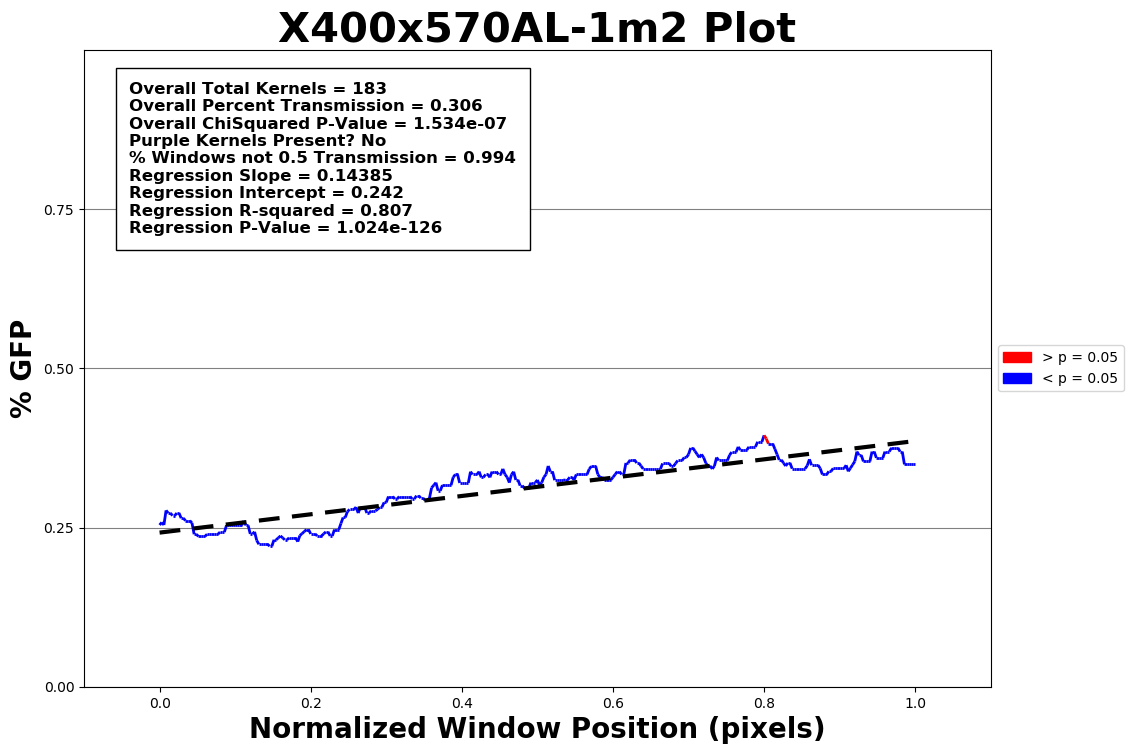 X400x570AL-1m2 Plot
Overall Total Kernels = 183
Overall Percent Transmission = 0.306
Overall ChiSquared P-Value = 1.534e-07
Purple Kernels Present? No
% Windows not 0.5 Transmission = 0.994
Regression Slope = 0.14385
Regression Intercept = 0.242
Regression R-squared = 0.807
Regression P-Value = 1.024e-126
0.75
0.50
0.25
0.00
% GFP
> p = 0.05
< p = 0.05
0.0 0.2 0.4 0.6 0.8 1.0
Normalized Window Position (pixels)